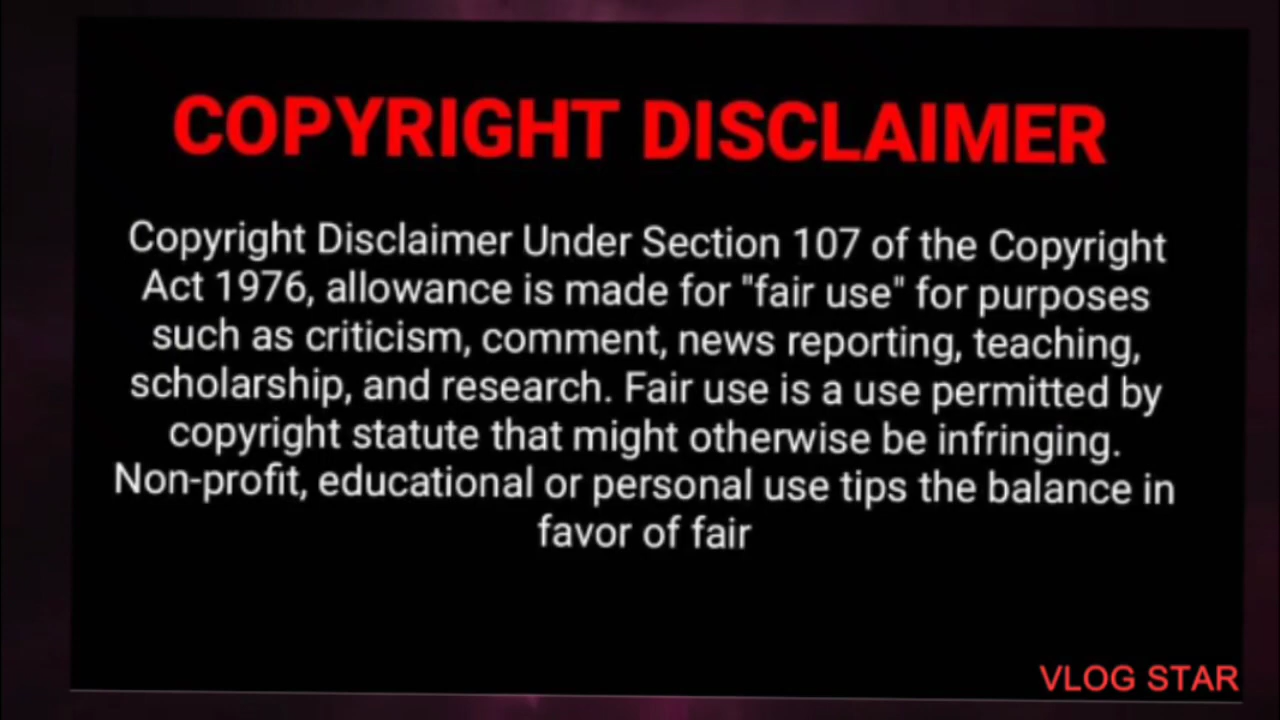 COPYRIGHT DISCLAIMER
Copyright Disclaimer Under Section 107 of the Copyright
Act 1976, allowance is made for "fair use" for purposes
such as criticism, comment, news reporting, teaching,
scholarship, and research. Fair use is a use permitted by
copyright statute that might otherwise be infringing.
Non-profit, educational or personal use tips the balance in
favor of fair
VLOG STAR